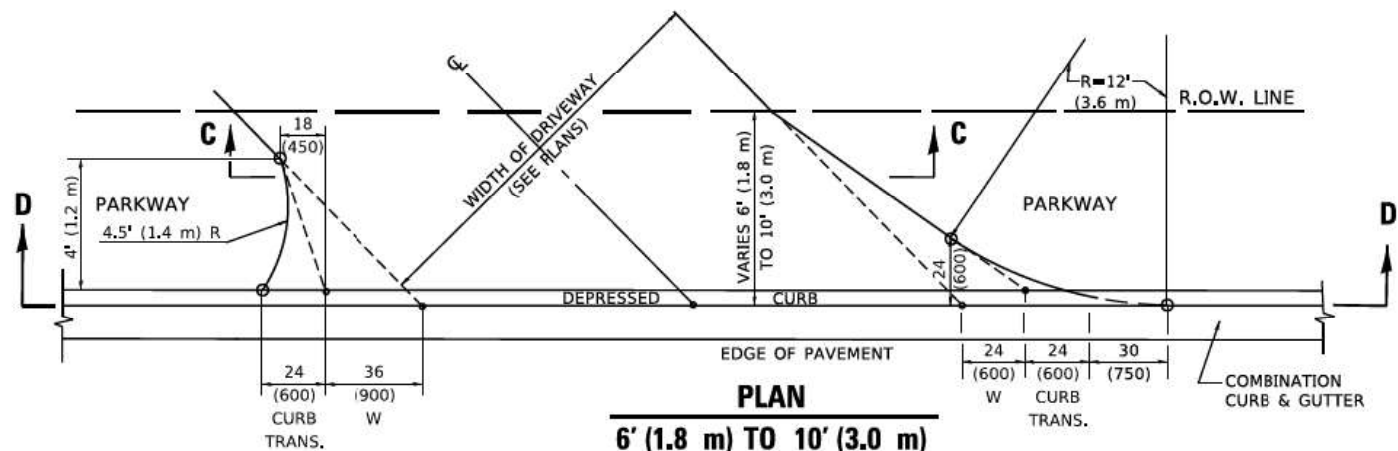 ℄
R=12'
(3.6 m)
R.O.W. LINE
18
(450)
C
C
WIDTH OF DRIVEWAY
(SEE PLANS)
VARIES 6' (1.8 m)
TO 10' (3.0 m)
D
4' (1.2 m)
PARKWAY
4.5' (1.4 m) R
PARKWAY
D
24
(600)
DEPRESSED CURB
EDGE OF PAVEMENT
24
(600)
CURB
TRANS.
36
(900)
W
24
(600)
W
24
(600)
CURB
TRANS.
30
(750)
COMBINATION
CURB & GUTTER
PLAN
6' (1.8 m) TO 10' (3.0 m)